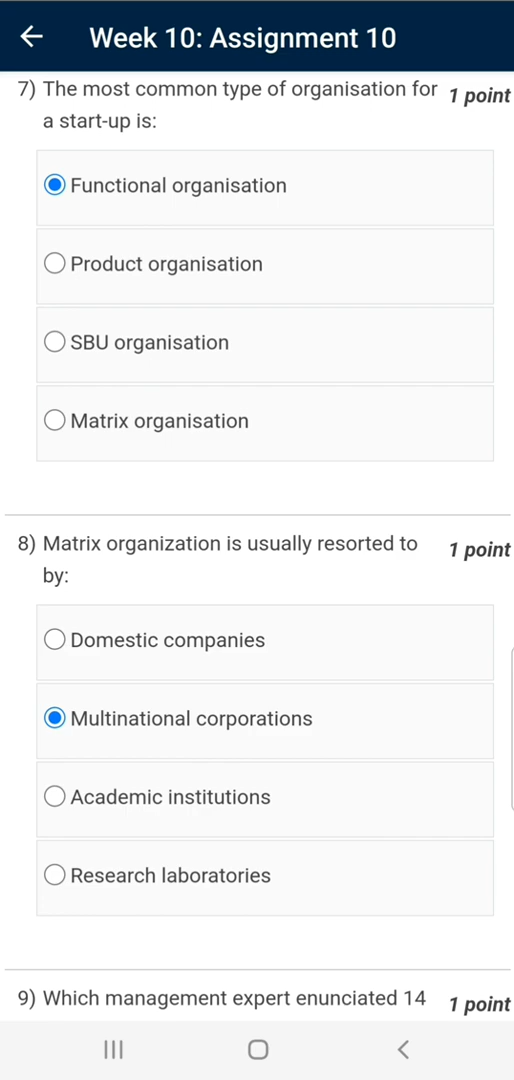 Week 10: Assignment 10
7) The most common type of organisation for 1 point
a start-up is:
Functional organisation
Product organisation
SBU organisation
Matrix organisation
8) Matrix organization is usually resorted to 1 point
by:
Domestic companies
Multinational corporations
Academic institutions
Research laboratories
9) Which management expert enunciated 14 1 point